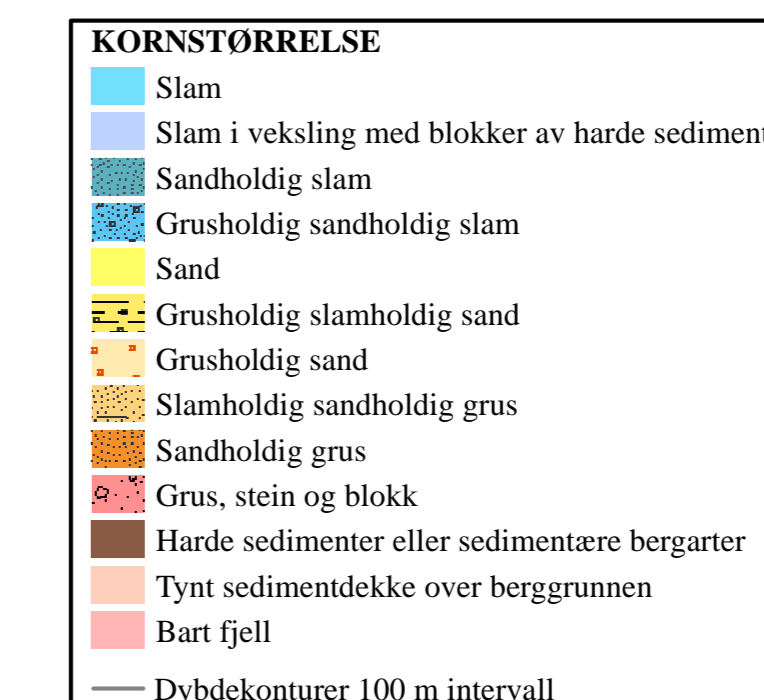 KORNSTØRRELSE
Slam
Slam i veksling med blokker av harde sediment
Sandholdig slam
Grusholdig sandholdig slam
Sand
Grusholdig slamholdig sand
Grusholdig sand
Slamholdig sandholdig grus
Sandholdig grus
Grus, stein og blokk
Harde sedimenter eller sedimentære bergarter
Tynt sedimentdekke over berggrunnen
Bart fjell
Dybdekonturer 100 m intervall